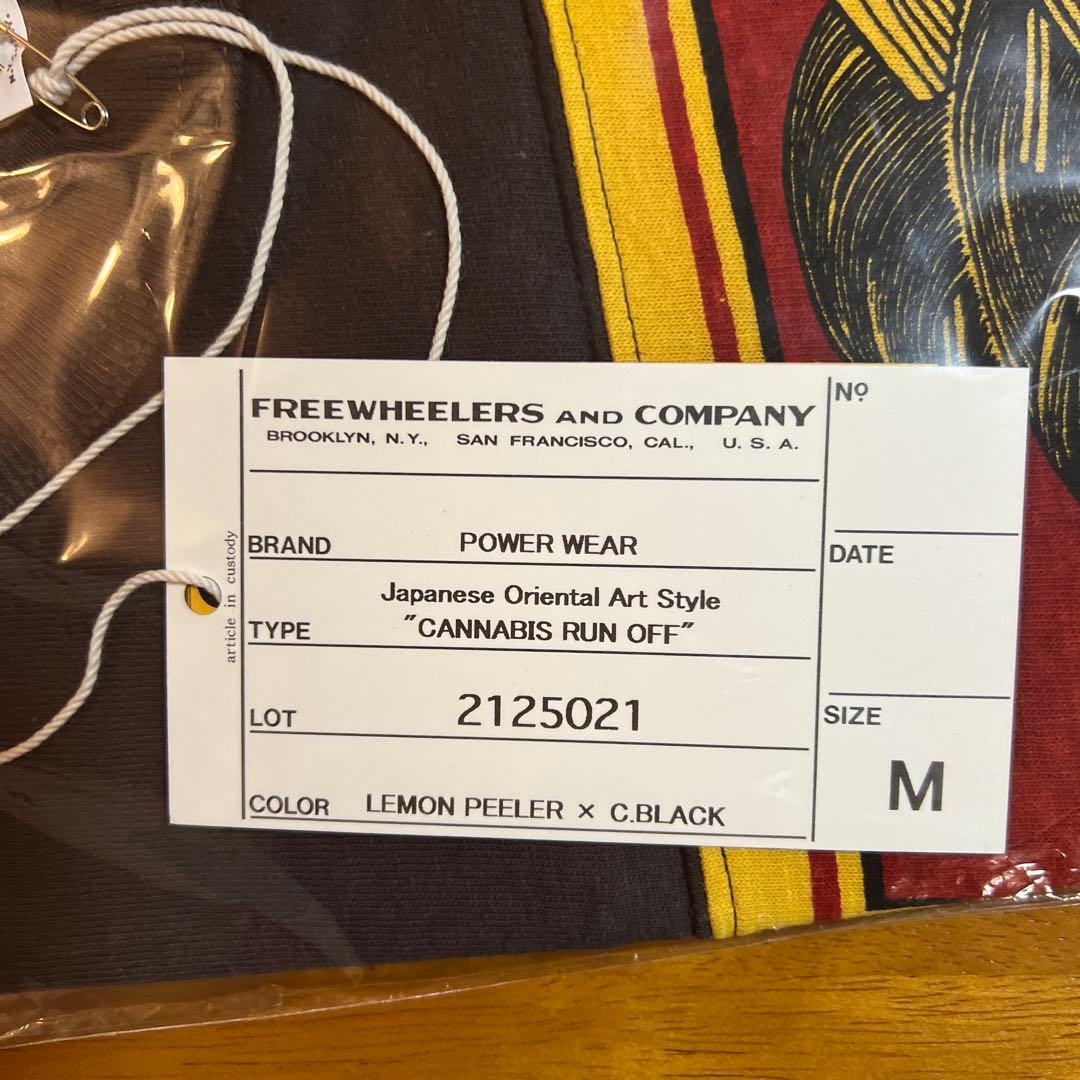 FREEWHEELERS AND COMPANY
BROOKLYN, N.Y., SAN FRANCISCO, CAL., U. S. A.
BRAND POWER WEAR
Japanese Oriental Art Style
TYPE "CANNABIS RUN OFF"
LOT 2125021
COLOR LEMON PEELER × C.BLACK
Nº
DATE
SIZE
M
article in custody